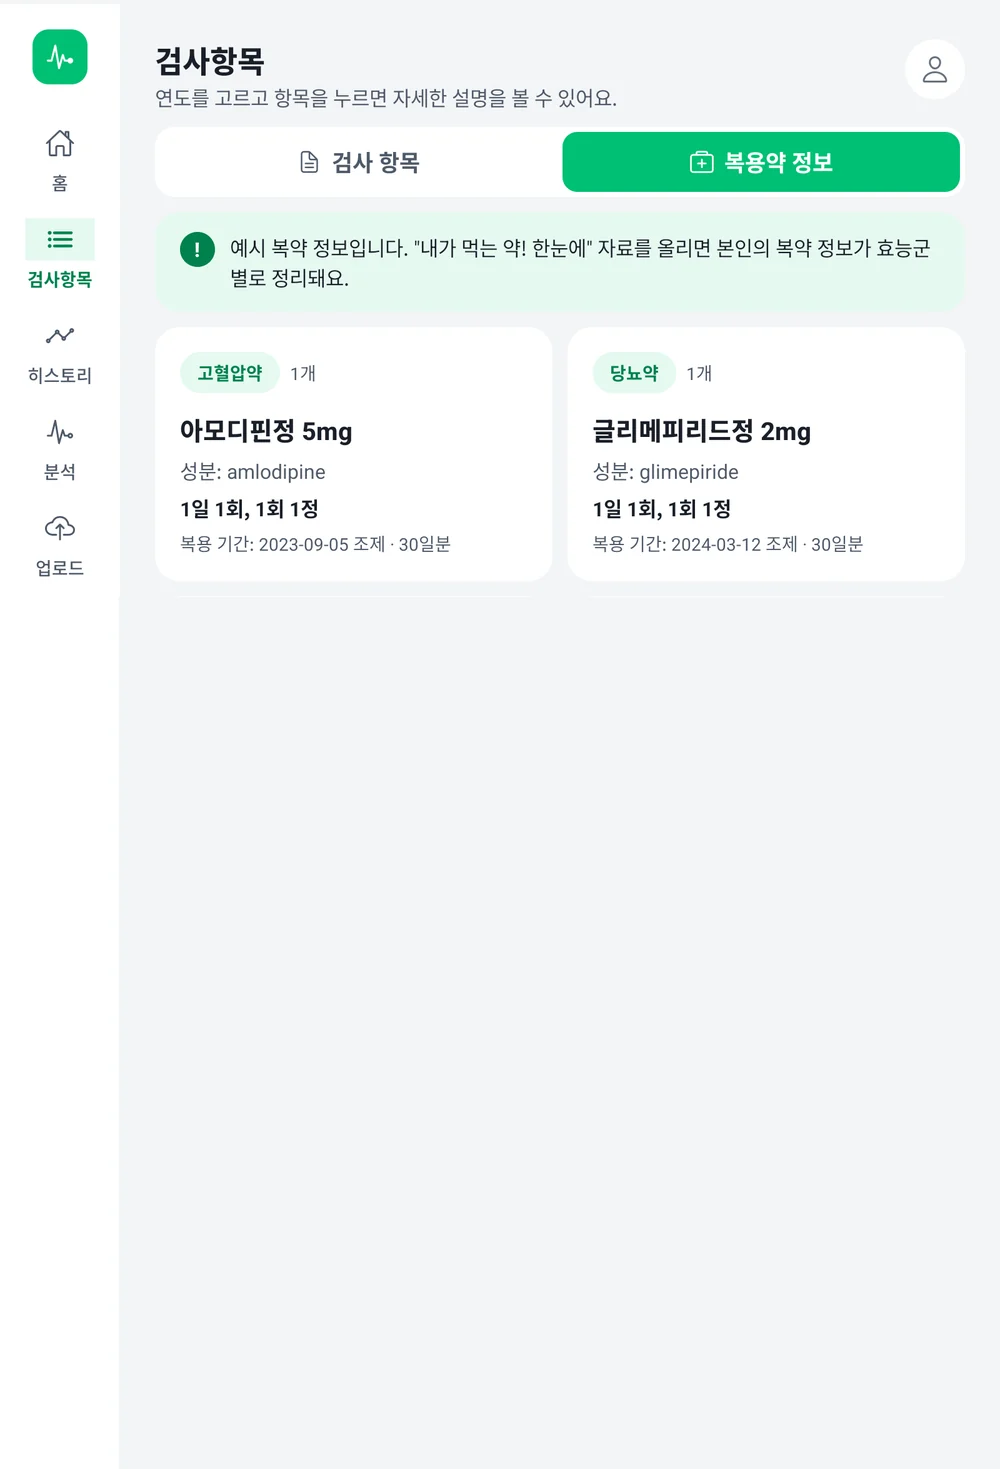 검사항목
연도를 고르고 항목을 누르면 자세한 설명을 볼 수 있어요.
홈
검사항목
히스토리
분석
업로드
검사 항목
복용약 정보
예시 복약 정보입니다. "내가 먹는 약! 한눈에" 자료를 올리면 본인의 복약 정보가 효능군
별로 정리돼요.
고혈압약 1개
아모디핀정 5mg
성분: amlodipine
1일 1회, 1회 1정
복용 기간: 2023-09-05 조제 · 30일분
당뇨약 1개
글리메피리드정 2mg
성분: glimepiride
1일 1회, 1회 1정
복용 기간: 2024-03-12 조제 · 30일분